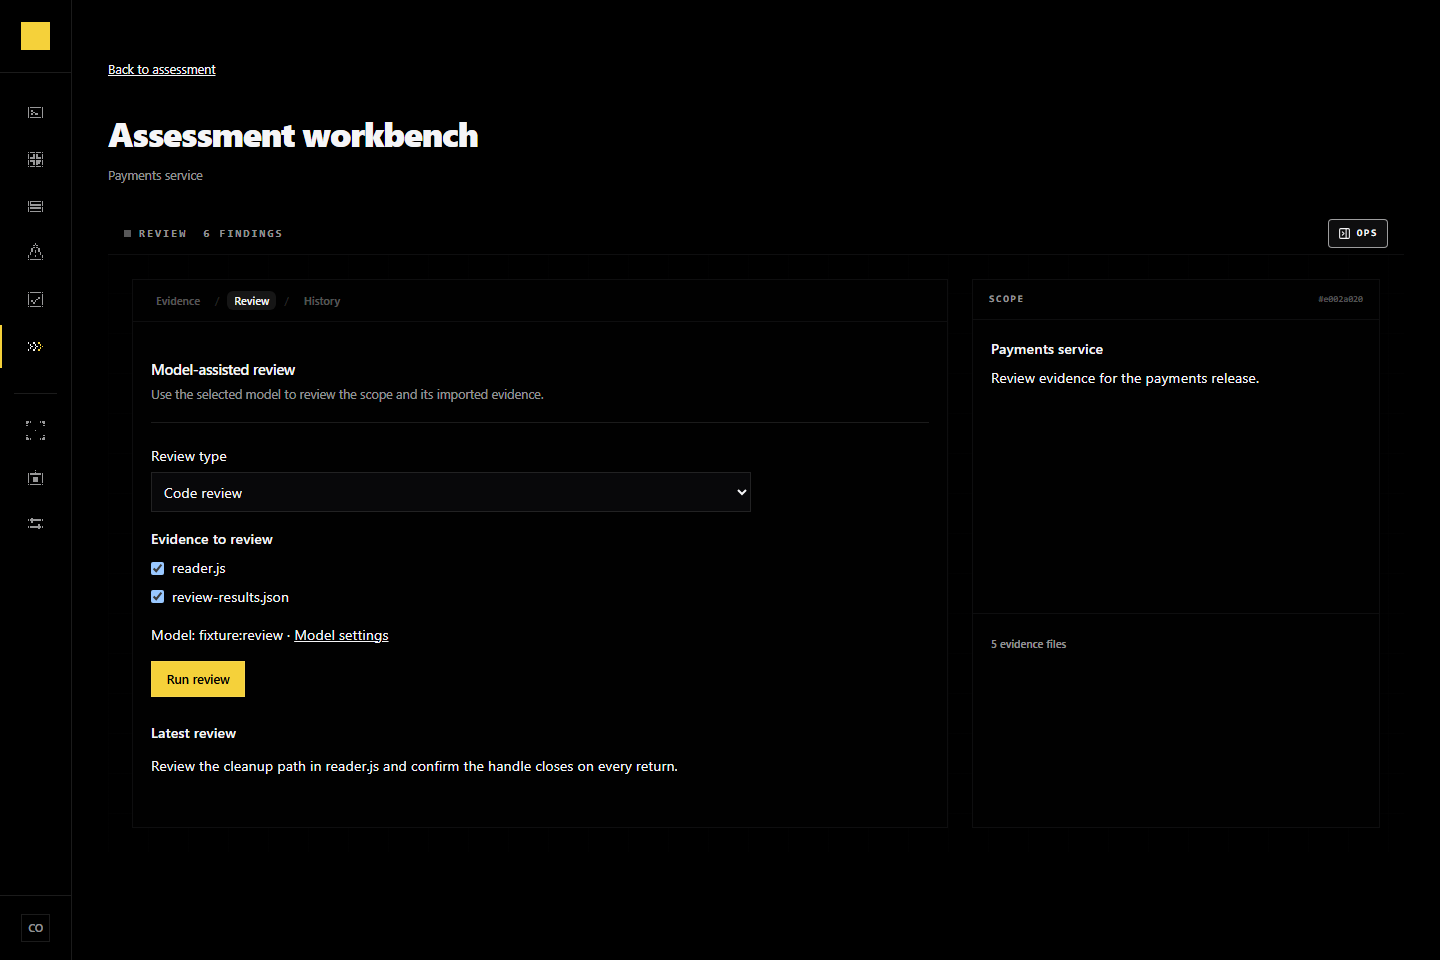 Back to assessment
Assessment workbench
Payments service
REVIEW 6 FINDINGS
OPS
Evidence / Review / History
Model-assisted review
Use the selected model to review the scope and its imported evidence.
Review type
Code review
Evidence to review
reader.js
review-results.json
Model: fixture:review · Model settings
Run review
Latest review
Review the cleanup path in reader.js and confirm the handle closes on every return.
SCOPE #e002a020
Payments service
Review evidence for the payments release.
5 evidence files
CO